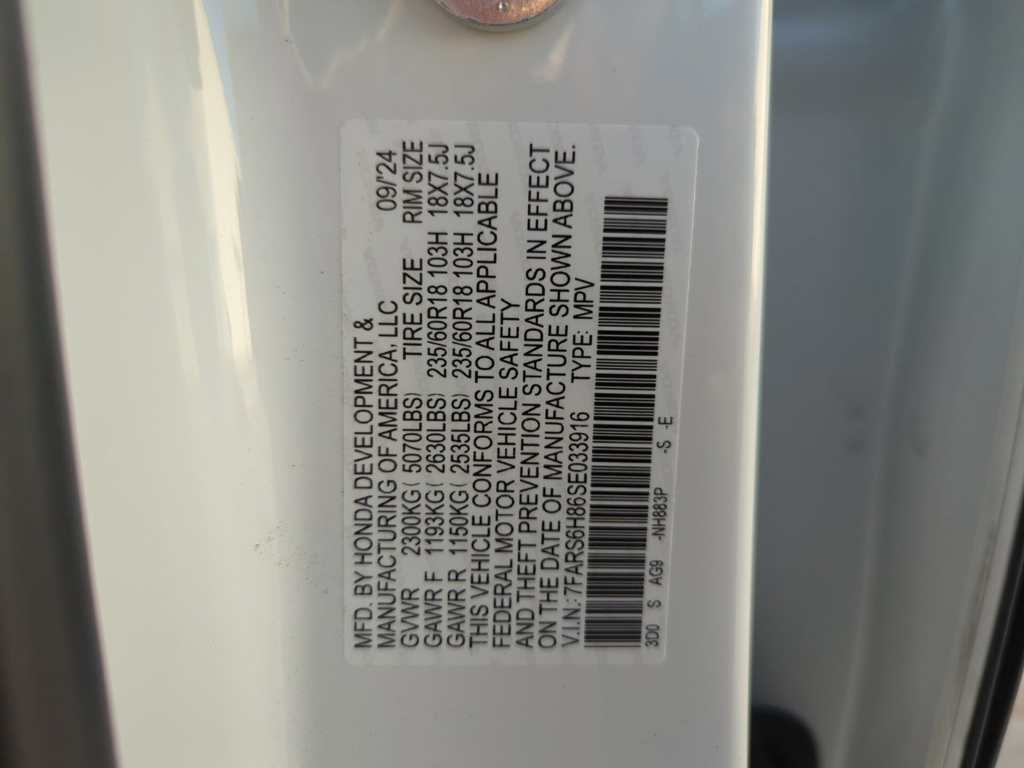 MFD. BY HONDA DEVELOPMENT &
MANUFACTURING OF AMERICA, LLC 09/'24
GVWR 2300KG( 5070LBS) TIRE SIZE RIM SIZE
GAWR F 1193KG( 2630LBS) 235/60R18 103H 18X7.5J
GAWR R 1150KG( 2535LBS) 235/60R18 103H 18X7.5J
THIS VEHICLE CONFORMS TO ALL APPLICABLE
FEDERAL MOTOR VEHICLE SAFETY
AND THEFT PREVENTION STANDARDS IN EFFECT
ON THE DATE OF MANUFACTURE SHOWN ABOVE.
V.I.N.: 7FARS6H86SE033916 TYPE: MPV
3D0 S AG9 -NH883P -S -E